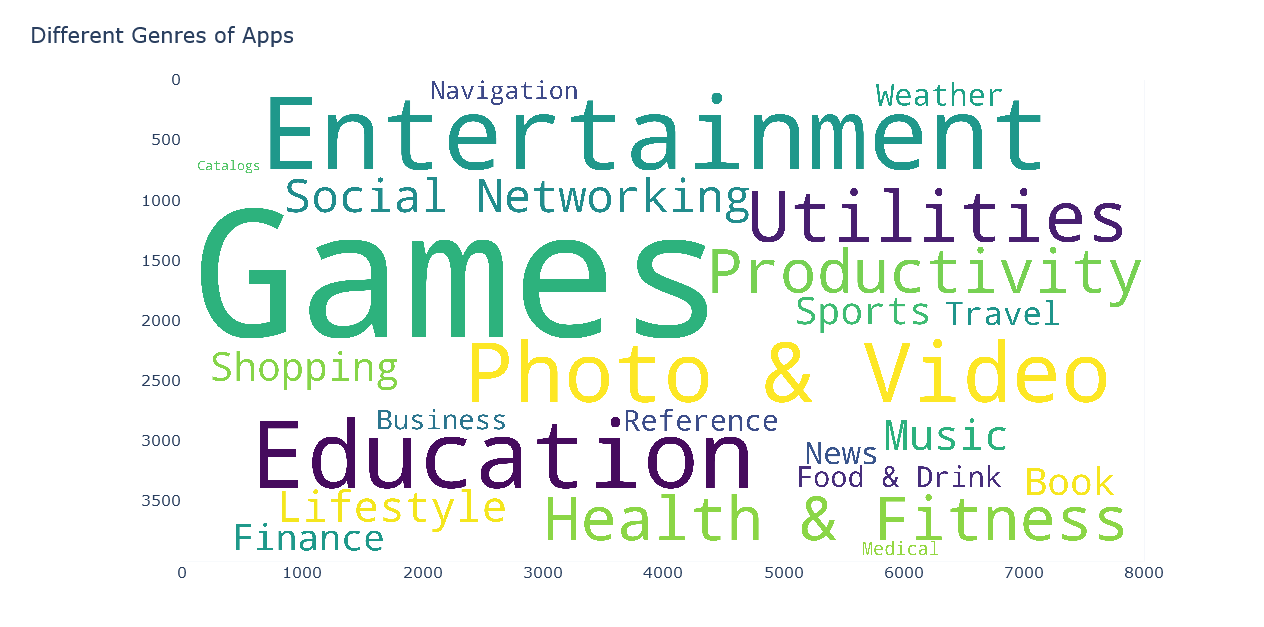 Different Genres of Apps
0
Navigation
Weather
Entertainment
500
Catalogs
Social Networking
1000
Utilities
Games
1500
Productivity
Sports
Travel
2000
Shopping
Photo & Video
2500
Business
Reference
Music
3000
Education
News
Food & Drink
Book
3500
Lifestyle
Health & Fitness
Finance
Medical
0 1000 2000 3000 4000 5000 6000 7000 8000